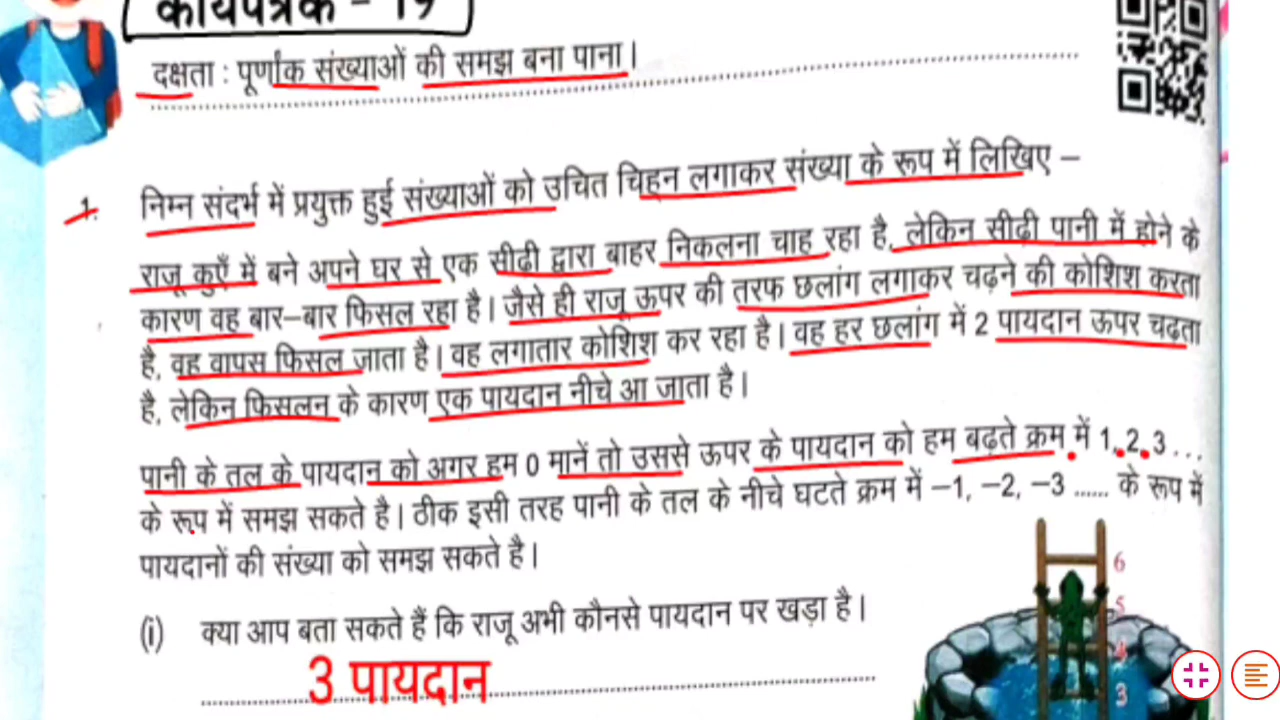 कार्यपत्रक – 19
दक्षता : पूर्णांक संख्याओं की समझ बना पाना।
1. निम्न संदर्भ में प्रयुक्त हुई संख्याओं को उचित चिह्न लगाकर संख्या के रूप में लिखिए –
राजू कुएँ में बने अपने घर से एक सीढ़ी द्वारा बाहर निकलना चाह रहा है, लेकिन सीढ़ी पानी में होने के
कारण वह बार–बार फिसल रहा है। जैसे ही राजू ऊपर की तरफ छलांग लगाकर चढ़ने की कोशिश करता
है, वह वापस फिसल जाता है। वह लगातार कोशिश कर रहा है। वह हर छलांग में 2 पायदान ऊपर चढ़ता
है, लेकिन फिसलन के कारण एक पायदान नीचे आ जाता है।
पानी के तल के पायदान को अगर हम 0 मानें तो उससे ऊपर के पायदान को हम बढ़ते क्रम में 1, 2, 3 ...
के रूप में समझ सकते है। ठीक इसी तरह पानी के तल के नीचे घटते क्रम में –1, –2, –3 ...... के रूप में
पायदानों की संख्या को समझ सकते है।
(i) क्या आप बता सकते हैं कि राजू अभी कौनसे पायदान पर खड़ा है।
3 पायदान
6
5
4
3